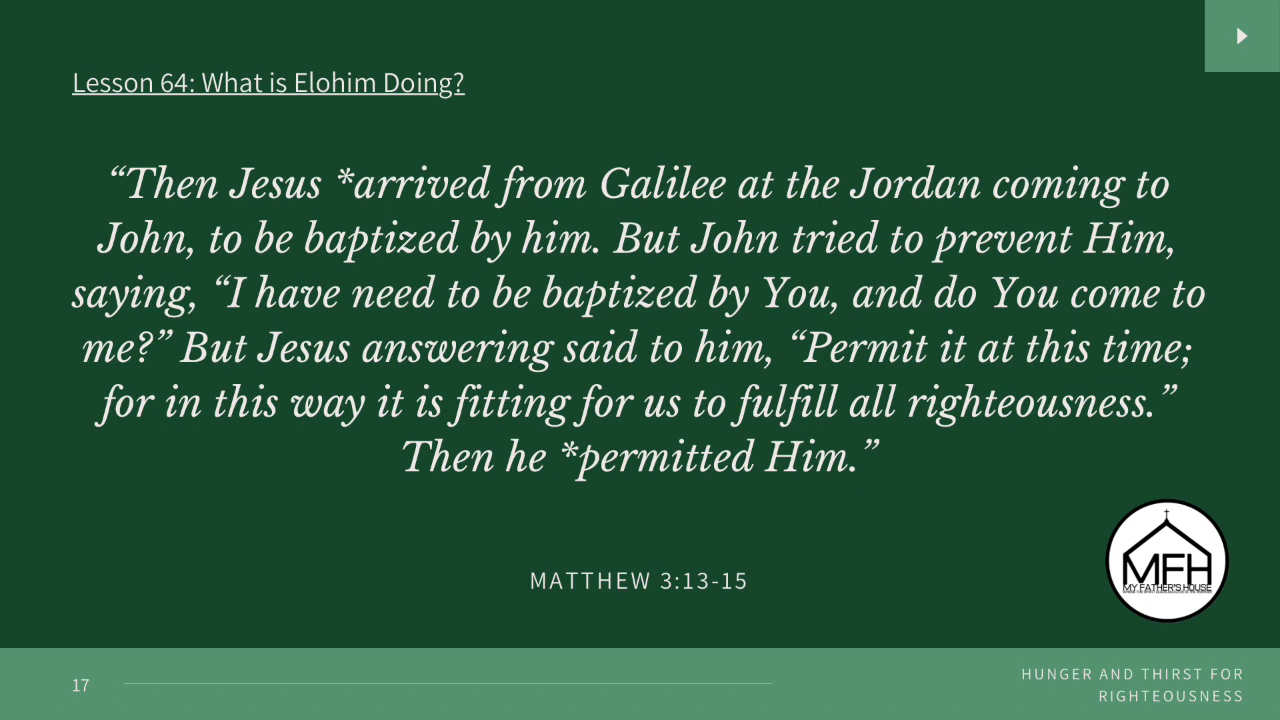 Lesson 64: What is Elohim Doing?
“Then Jesus *arrived from Galilee at the Jordan coming to
John, to be baptized by him. But John tried to prevent Him,
saying, “I have need to be baptized by You, and do You come to
me?” But Jesus answering said to him, “Permit it at this time;
for in this way it is fitting for us to fulfill all righteousness.”
Then he *permitted Him.”
MATTHEW 3:13-15
MFH
MY FATHER'S HOUSE
17
HUNGER AND THIRST FOR
RIGHTEOUSNESS